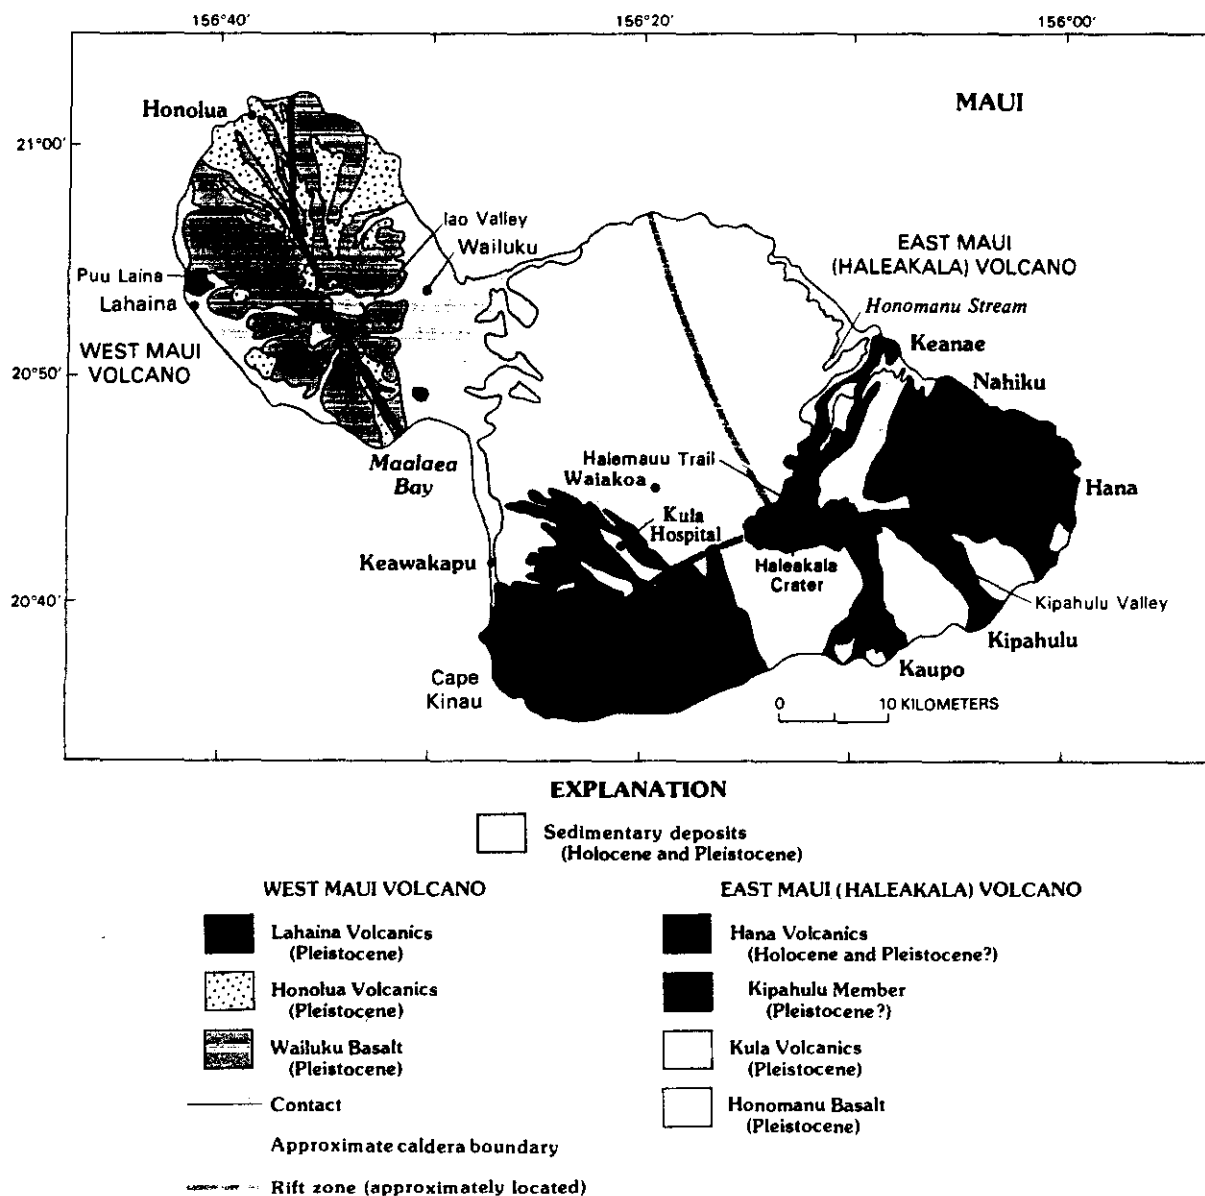 156°40'
156°20'
156°00'
MAUI
Honolua
21°00'
Iao Valley
Wailuku
EAST MAUI
(HALEAKALA) VOLCANO
Puu Laina
Lahaina
Honomanu Stream
Keanae
WEST MAUI
VOLCANO
20°50'
Nahiku
Maalaea
Bay
Halemauu Trail
Waiakoa
Hana
Kula
Hospital
Keawakapu
Haleakala
Crater
20°40'
Kipahulu Valley
Kipahulu
Kaupo
Cape
Kinau
0 10 KILOMETERS
EXPLANATION
Sedimentary deposits
(Holocene and Pleistocene)
WEST MAUI VOLCANO
Lahaina Volcanics
(Pleistocene)
Honolua Volcanics
(Pleistocene)
Wailuku Basalt
(Pleistocene)
Contact
Approximate caldera boundary
Rift zone (approximately located)
EAST MAUI (HALEAKALA) VOLCANO
Hana Volcanics
(Holocene and Pleistocene?)
Kipahulu Member
(Pleistocene?)
Kula Volcanics
(Pleistocene)
Honomanu Basalt
(Pleistocene)